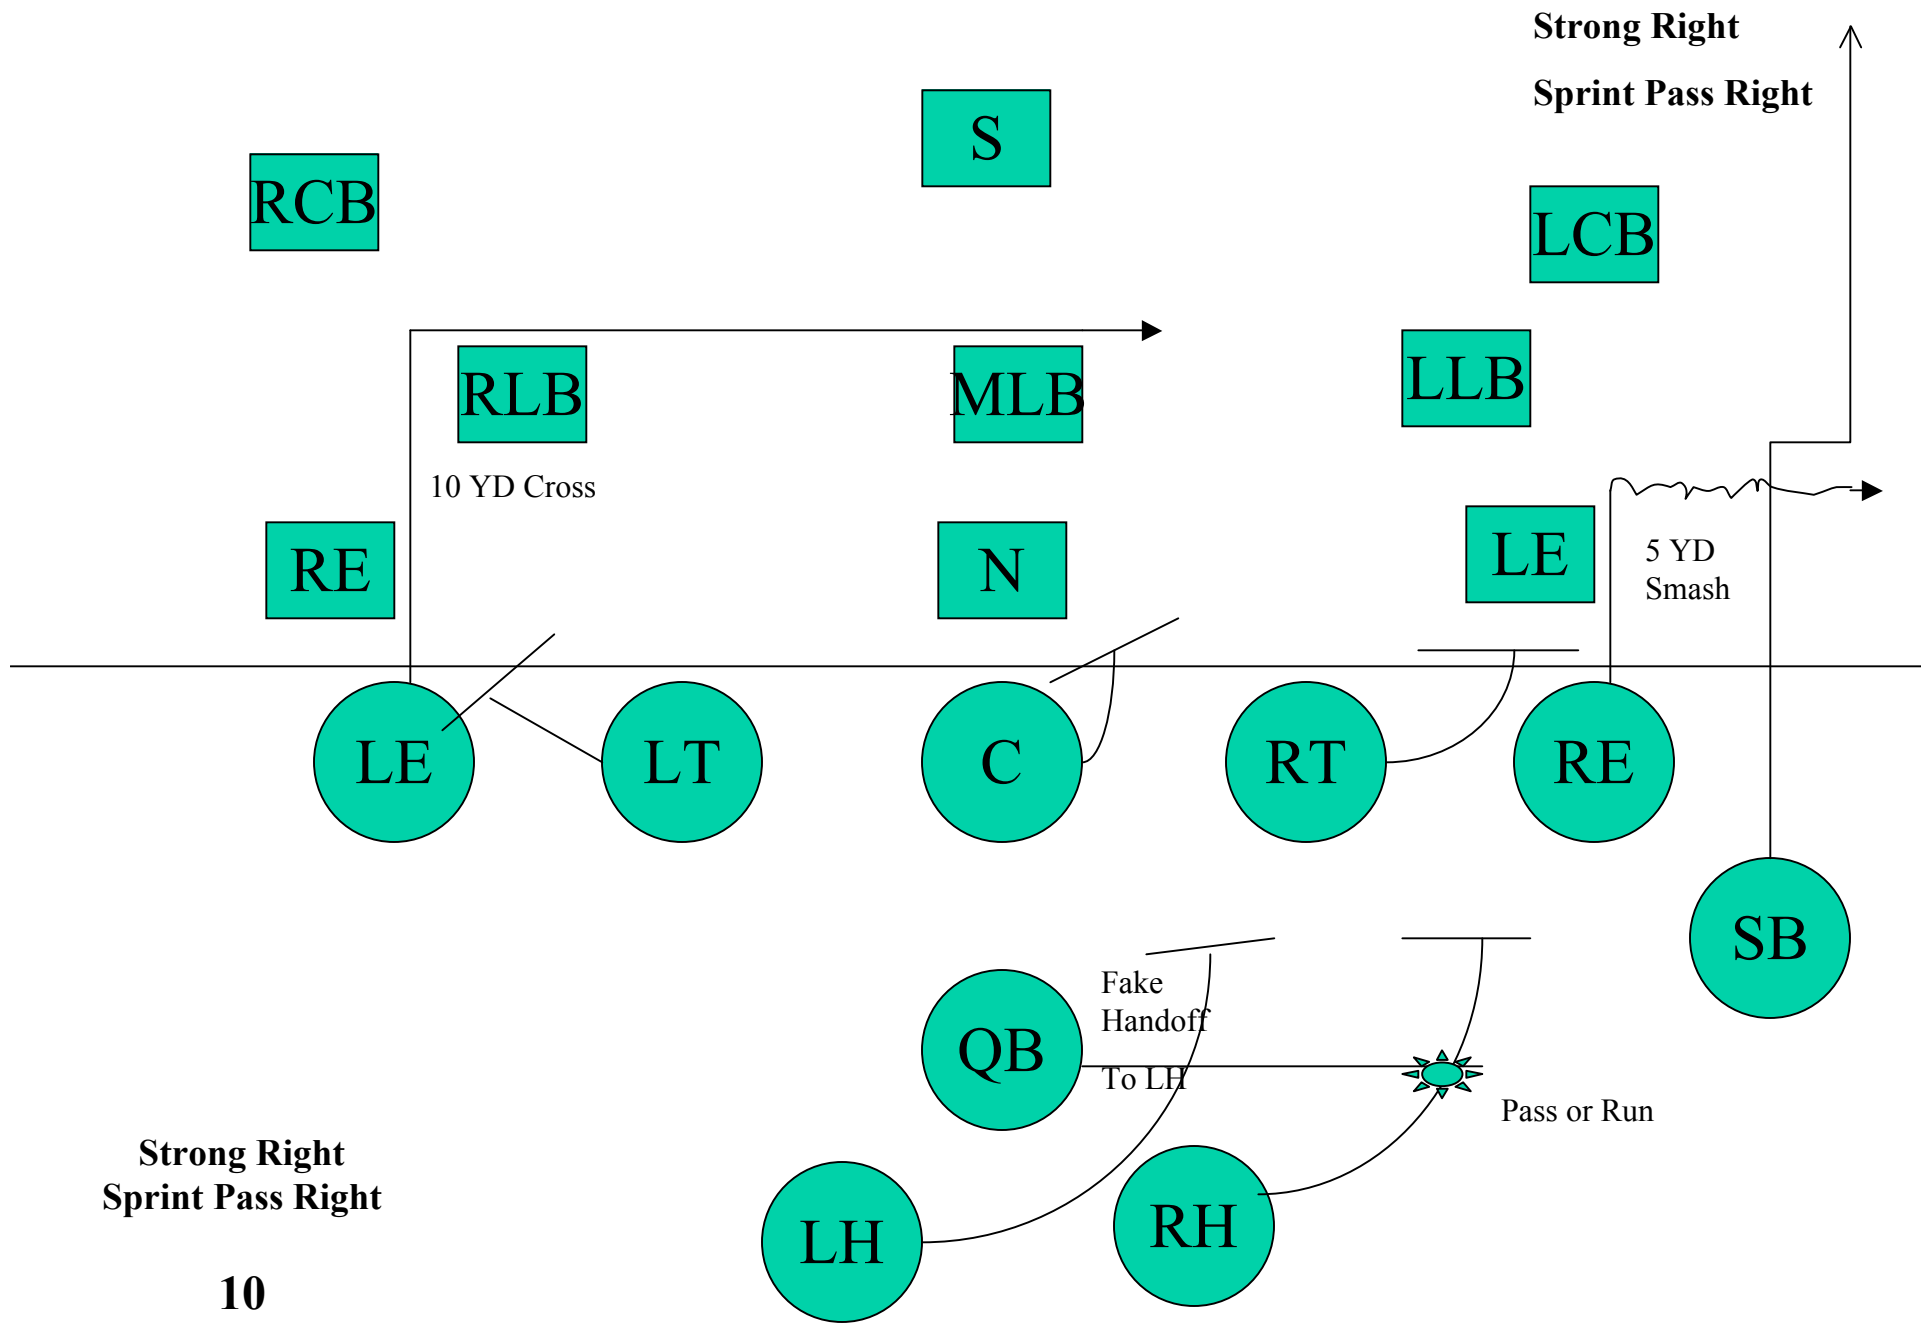 Strong Right
Sprint Pass Right
S
RCB
LCB
RLB
MLB
LLB
10 YD Cross
RE
N
LE
5 YD
Smash
LE
LT
C
RT
RE
SB
QB
Fake
Handoff
To LH
Pass or Run
LH
RH
Strong Right
Sprint Pass Right
10